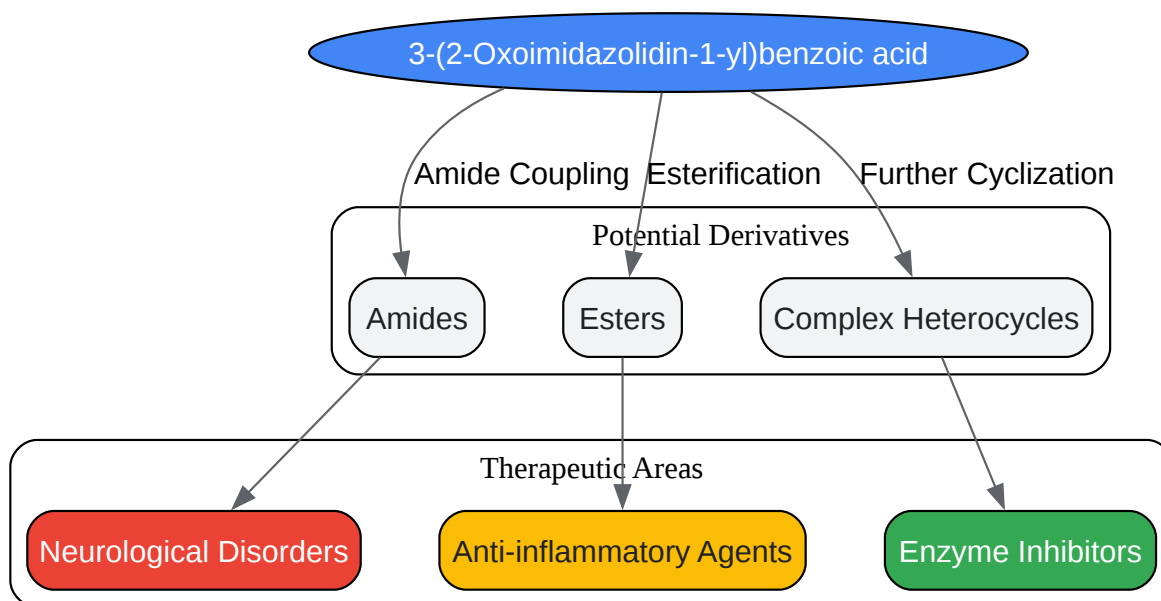 3-(2-Oxoimidazolidin-1-yl)benzoic acid
Amide Coupling
Esterification
Further Cyclization
Potential Derivatives
Amides
Esters
Complex Heterocycles
Therapeutic Areas
Neurological Disorders
Anti-inflammatory Agents
Enzyme Inhibitors